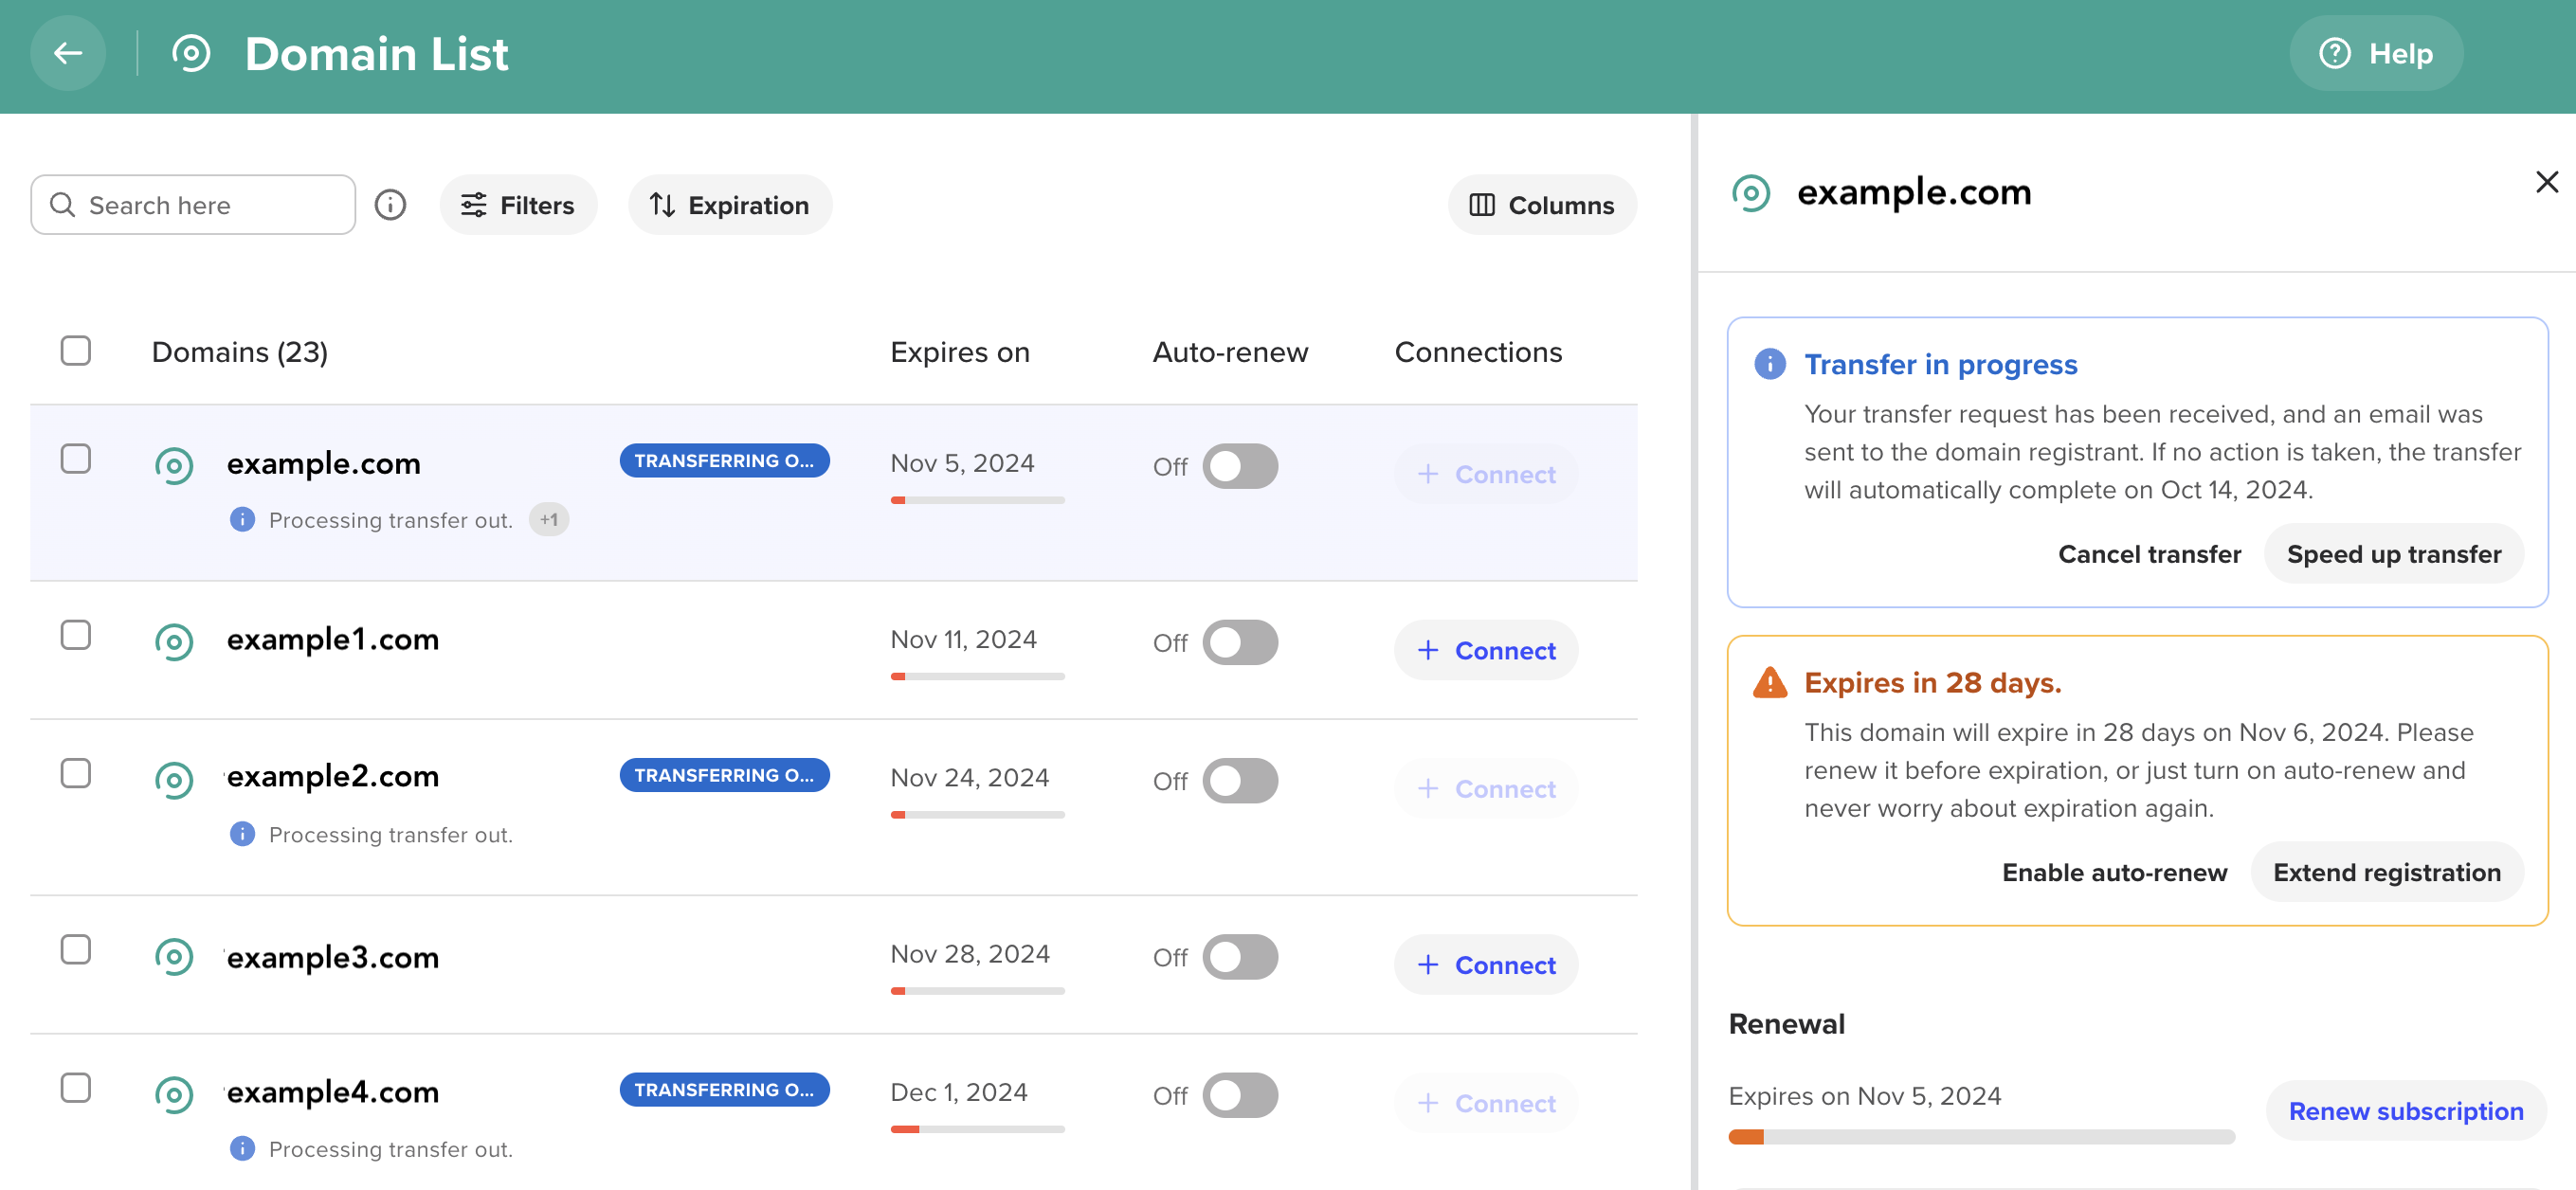 Domain List
Help
Search here
Filters
Expiration
Columns
Domains (23)
Expires on
Auto-renew
Connections
example.com
TRANSFERRING O...
Nov 5, 2024
Off
+ Connect
Processing transfer out.
+1
example1.com
Nov 11, 2024
Off
+ Connect
example2.com
TRANSFERRING O...
Nov 24, 2024
Off
+ Connect
Processing transfer out.
example3.com
Nov 28, 2024
Off
+ Connect
example4.com
TRANSFERRING O...
Dec 1, 2024
Off
+ Connect
Processing transfer out.
example.com
Transfer in progress
Your transfer request has been received, and an email was
sent to the domain registrant. If no action is taken, the transfer
will automatically complete on Oct 14, 2024.
Cancel transfer
Speed up transfer
Expires in 28 days.
This domain will expire in 28 days on Nov 6, 2024. Please
renew it before expiration, or just turn on auto-renew and
never worry about expiration again.
Enable auto-renew
Extend registration
Renewal
Expires on Nov 5, 2024
Renew subscription